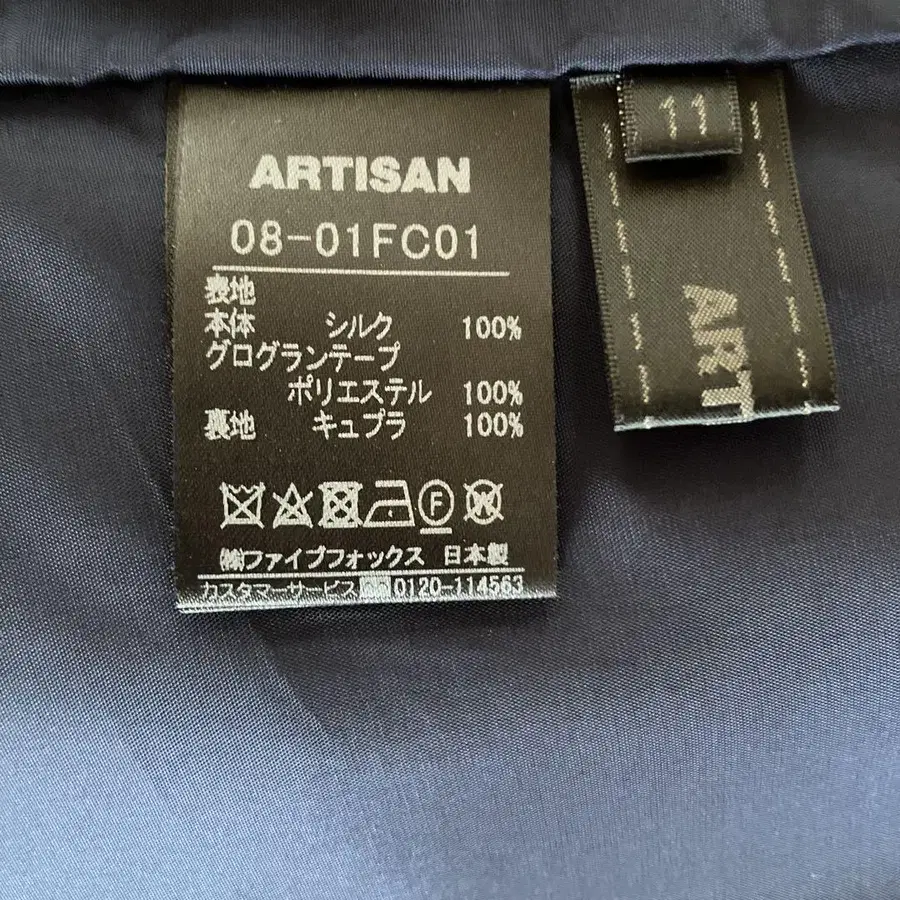 ARTISAN
08-01FC01
表地
本体 シルク 100%
グログランテープ
ポリエステル 100%
裏地 キュプラ 100%
F
W
㈱ファイブフォックス 日本製
カスタマーサービス 0120-114563
11
ART